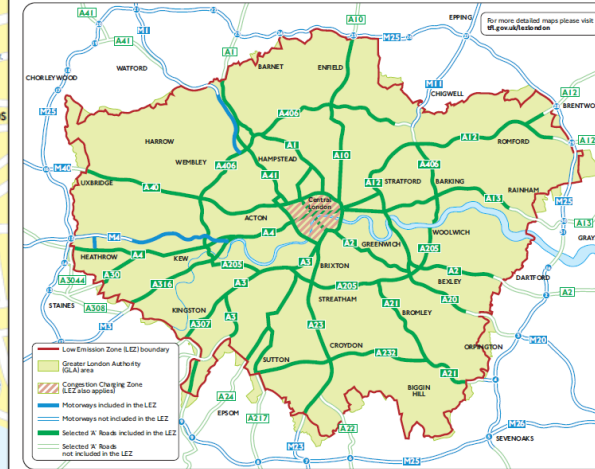 A41
A10
EPPING
For more detailed maps please visit
tfl.gov.uk/lezlondon
M1
A41
M25
A1
WATFORD
BARNET
ENFIELD
CHORLEYWOOD
M11
CHIGWELL
A12
BRENTWO
M25
A406
HARROW
A1
A12
ROMFORD
A12
WEMBLEY
HAMPSTEAD
A10
A406
A406
M40
A41
UXBRIDGE
A40
A12
STRATFORD
BARKING
RAINHAM
A13
Central
London
M25
ACTON
A13
M4
A4
WOOLWICH
GRAY
A2
GREENWICH
HEATHROW
A4
KEW
A205
A205
A3
BRIXTON
A30
A2
DARTFORD
A3044
A316
A3
A205
BEXLEY
A2
STREATHAM
A20
STAINES
A308
KINGSTON
A21
A307
A3
BROMLEY
M3
A23
M20
CROYDON
ORPINGTON
Low Emission Zone (LEZ) boundary
Greater London Authority
(GLA) area
SUTTON
A232
A21
Congestion Charging Zone
(LEZ also applies)
BIGGIN
HILL
Motorways included in the LEZ
A24
Motorways not included in the LEZ
EPSOM
A217
Selected 'A' Roads included in the LEZ
A22
M26
Selected 'A' Roads
not included in the LEZ
M23
SEVENOAKS
M25